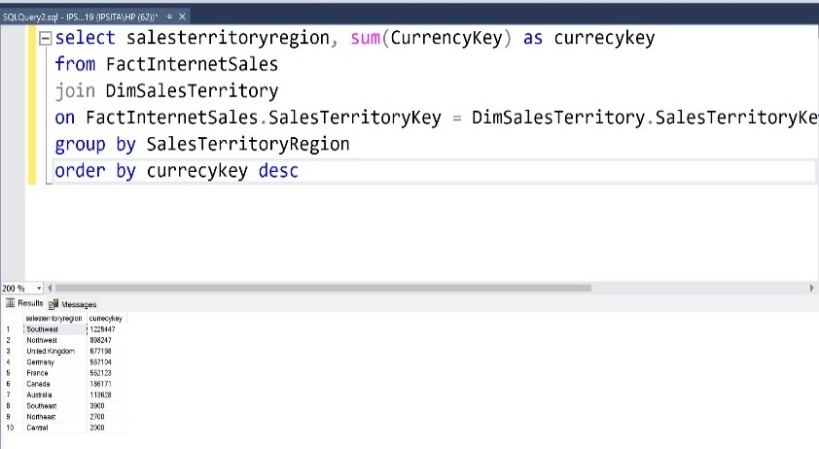 SQLQuery2.sql - IPS...19 (IPSITA\HP (62))*
select salesterritoryregion, sum(CurrencyKey) as currecykey
from FactInternetSales
join DimSalesTerritory
on FactInternetSales.SalesTerritoryKey = DimSalesTerritory.SalesTerritoryKe
group by SalesTerritoryRegion
order by currecykey desc
200 %
Results Messages
salesterritoryregion currecykey
1 Southwest 1225447
2 Northwest 898247
3 United Kingdom 677198
4 Germany 557104
5 France 552123
6 Canada 186171
7 Australia 113628
8 Southeast 3900
9 Northeast 2700
10 Central 2000